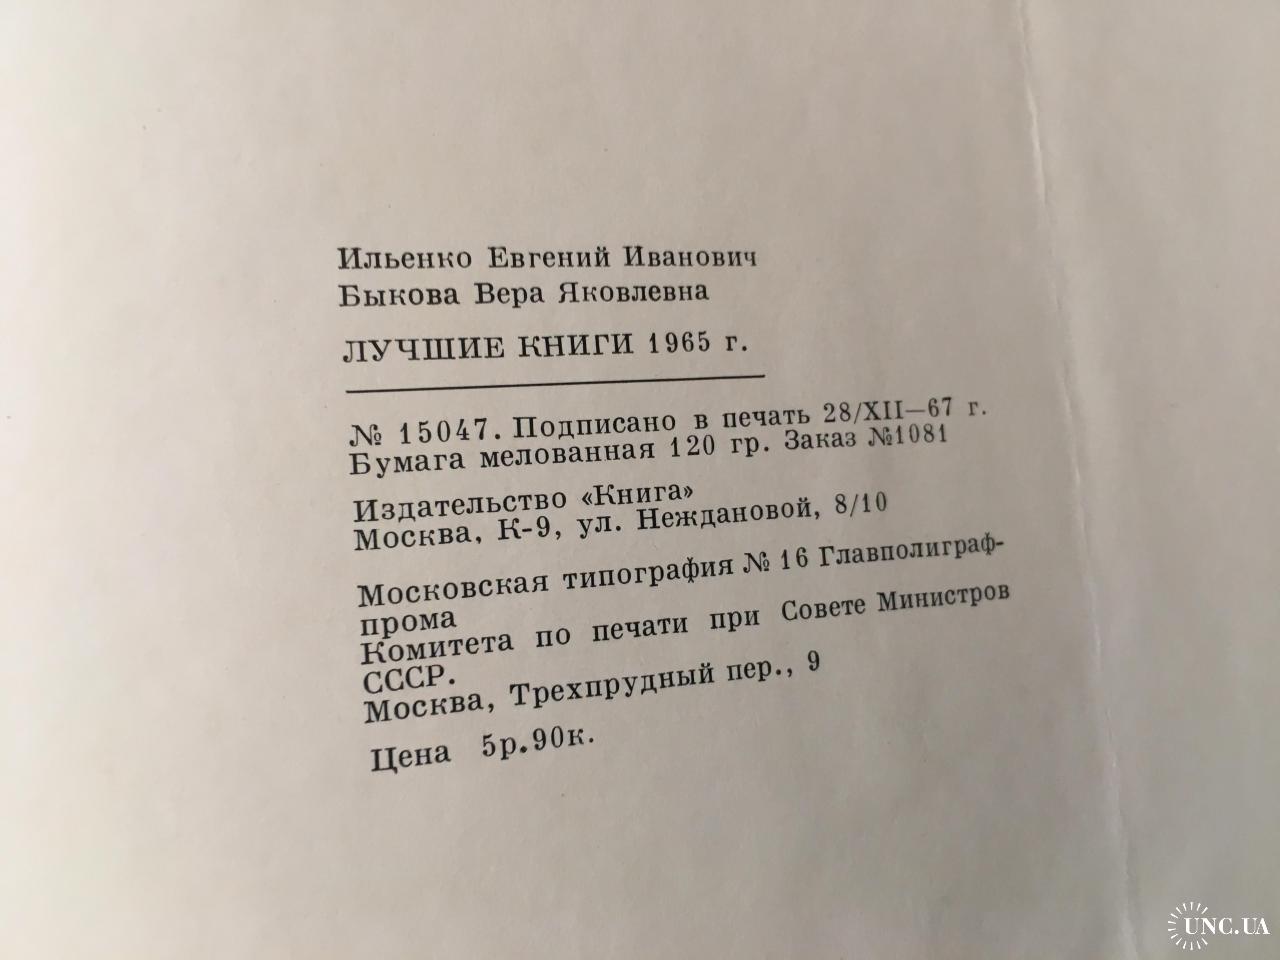 Ильенко Евгений Иванович
Быкова Вера Яковлевна
ЛУЧШИЕ КНИГИ 1965 г.
№ 15047. Подписано в печать 28/XII—67 г.
Бумага мелованная 120 гр. Заказ №1081
Издательство «Книга»
Москва, К-9, ул. Неждановой, 8/10
Московская типография № 16 Главполиграф-
прома
Комитета по печати при Совете Министров
СССР.
Москва, Трехпрудный пер., 9
Цена 5р.90к.
UNC.UA